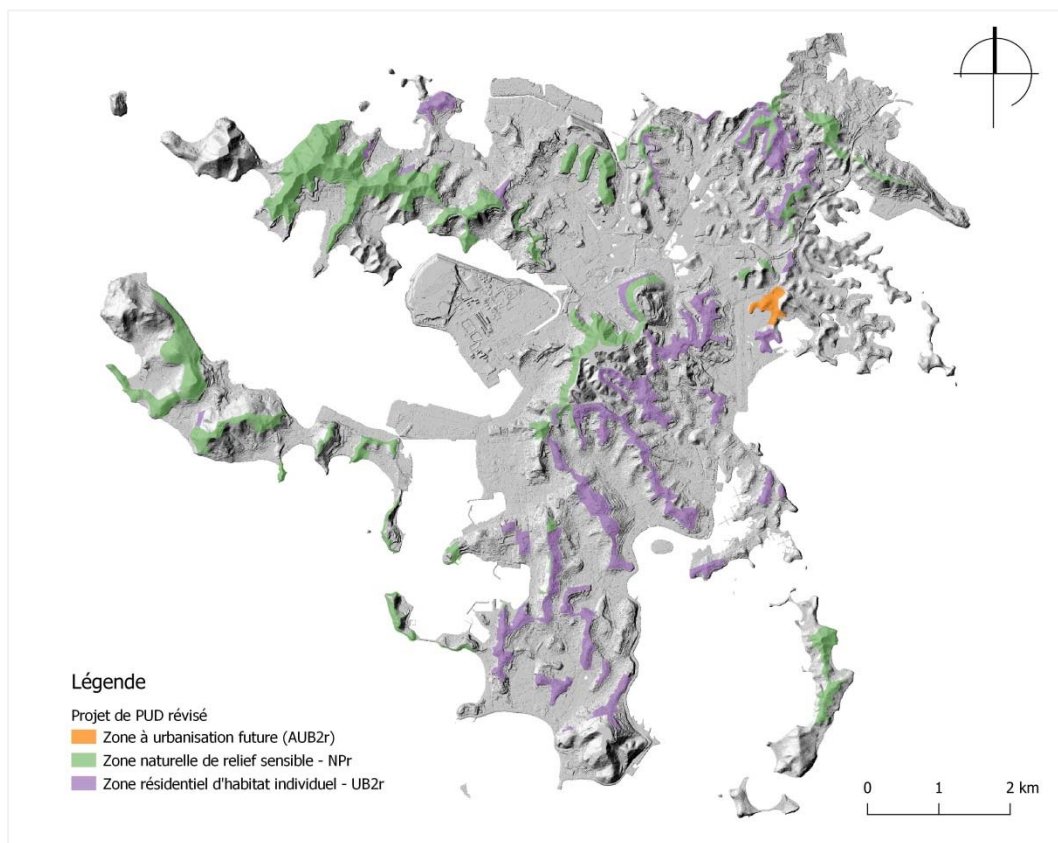 Légende
Projet de PUD révisé
Zone à urbanisation future (AUB2r)
Zone naturelle de relief sensible - NPr
Zone résidentiel d'habitat individuel - UB2r
0 1 2 km